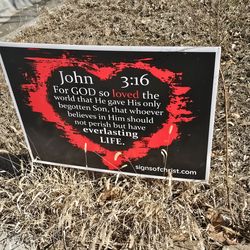 John 3:16
For GOD so loved the
world that He gave His only
begotten Son, that whoever
believes in Him should
not perish but have
everlasting
LIFE.
signsofchrist.com